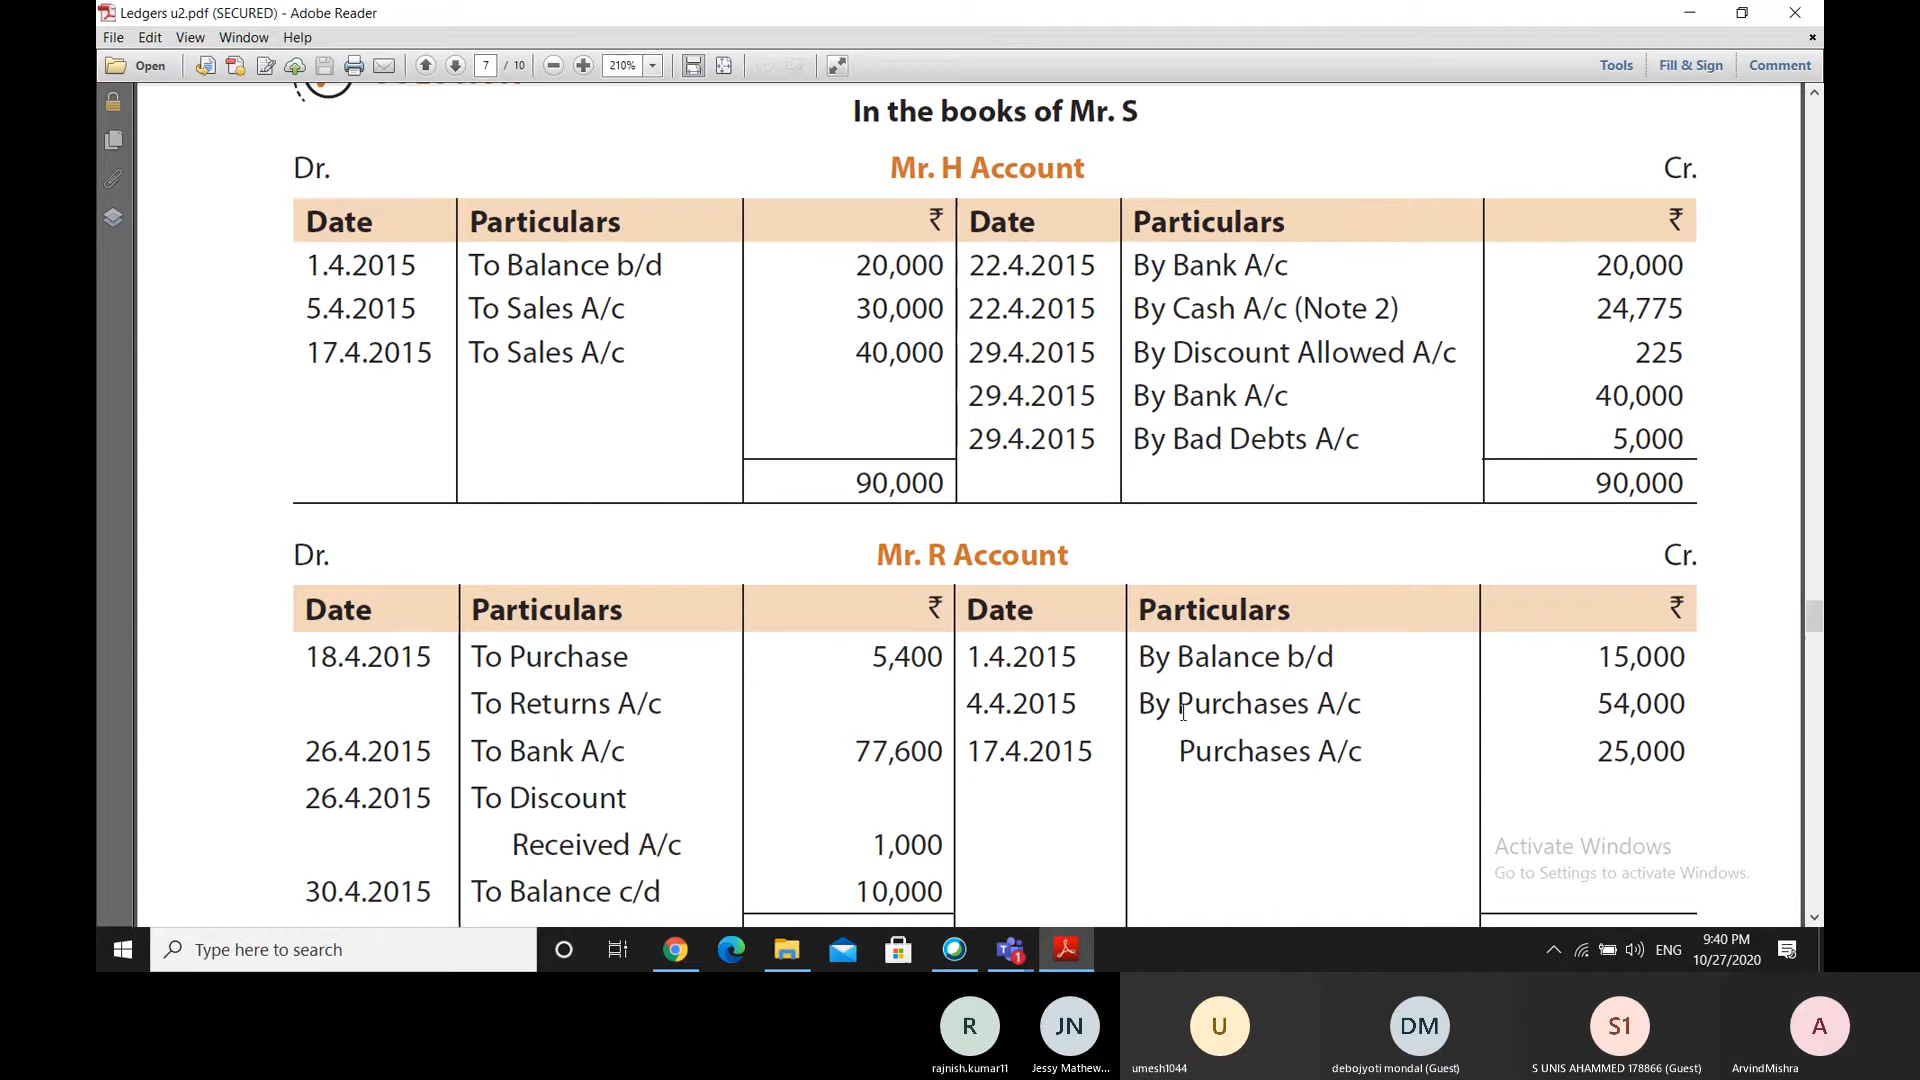 Ledgers u2.pdf (SECURED) - Adobe Reader
File Edit View Window Help
Open 7 / 10 210% Tools Fill & Sign Comment
In the books of Mr. S
Dr. Mr. H Account Cr.
Date Particulars ₹ Date Particulars ₹
1.4.2015 To Balance b/d 20,000 22.4.2015 By Bank A/c 20,000
5.4.2015 To Sales A/c 30,000 22.4.2015 By Cash A/c (Note 2) 24,775
17.4.2015 To Sales A/c 40,000 29.4.2015 By Discount Allowed A/c 225
29.4.2015 By Bank A/c 40,000
29.4.2015 By Bad Debts A/c 5,000
90,000 90,000
Dr. Mr. R Account Cr.
Date Particulars ₹ Date Particulars ₹
18.4.2015 To Purchase 5,400 1.4.2015 By Balance b/d 15,000
To Returns A/c 4.4.2015 By Purchases A/c 54,000
26.4.2015 To Bank A/c 77,600 17.4.2015 Purchases A/c 25,000
26.4.2015 To Discount
Received A/c 1,000
30.4.2015 To Balance c/d 10,000
Activate Windows
Go to Settings to activate Windows.
Type here to search
1
ENG
9:40 PM
10/27/2020
R JN U DM S1 A
rajnish.kumar11 Jessy Mathew... umesh1044 debojyoti mondal (Guest) S UNIS AHAMMED 178866 (Guest) ArvindMishra